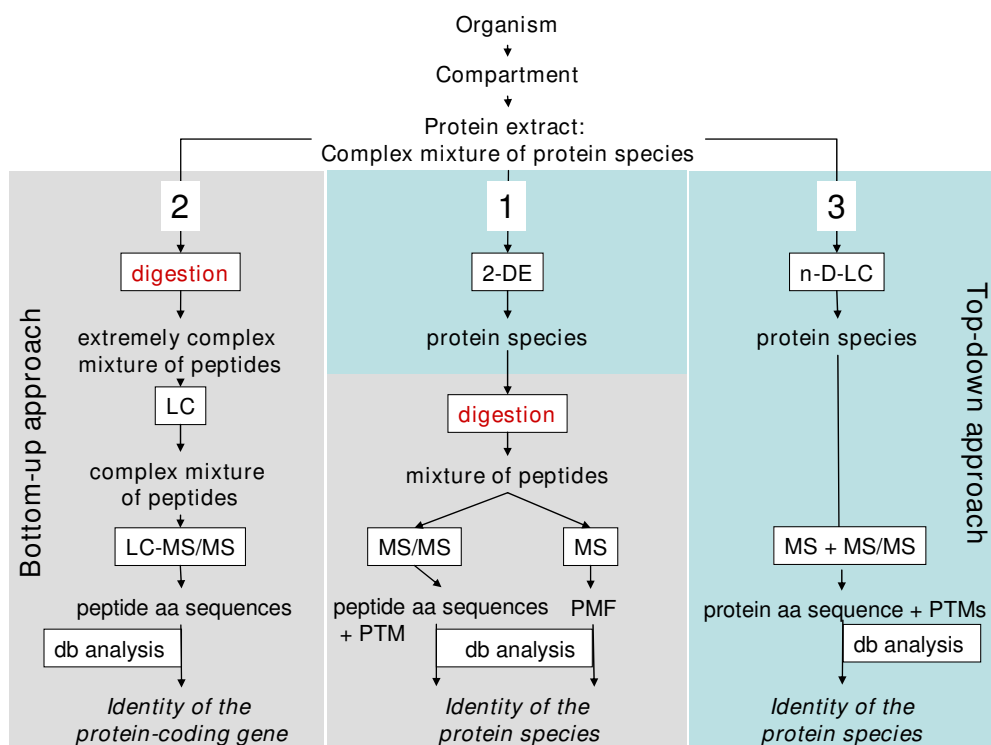 Organism
Compartment
Protein extract:
Complex mixture of protein species
2
digestion
extremely complex
mixture of peptides
LC
complex mixture
of peptides
LC-MS/MS
peptide aa sequences
db analysis
Identity of the
protein-coding gene
Bottom-up approach
1
2-DE
protein species
digestion
mixture of peptides
MS/MS
MS
peptide aa sequences
+ PTM
PMF
db analysis
Identity of the
protein species
3
n-D-LC
protein species
MS + MS/MS
protein aa sequence + PTMs
db analysis
Identity of the
protein species
Top-down approach